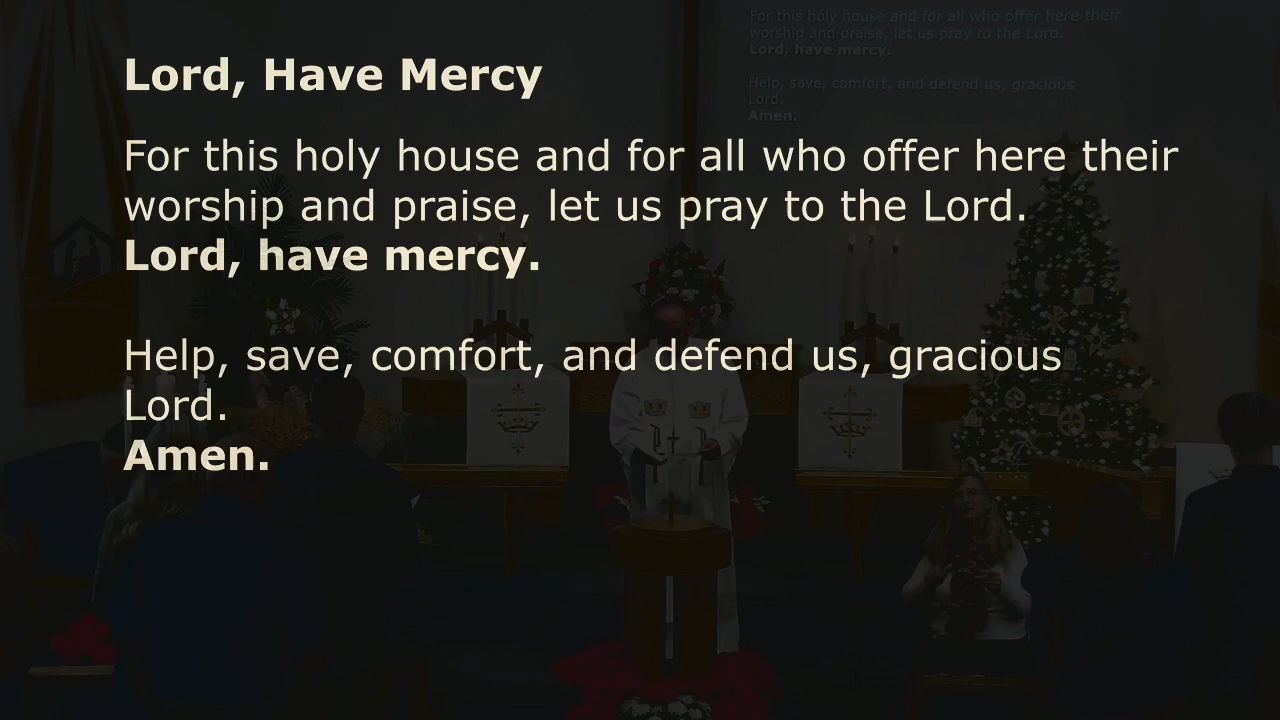 Lord, Have Mercy
For this holy house and for all who offer here their
worship and praise, let us pray to the Lord.
Lord, have mercy.
Help, save, comfort, and defend us, gracious
Lord.
Amen.
For this holy house and for all who offer here their
worship and praise, let us pray to the Lord.
Lord, have mercy.
Help, save, comfort, and defend us, gracious
Lord.
Amen.